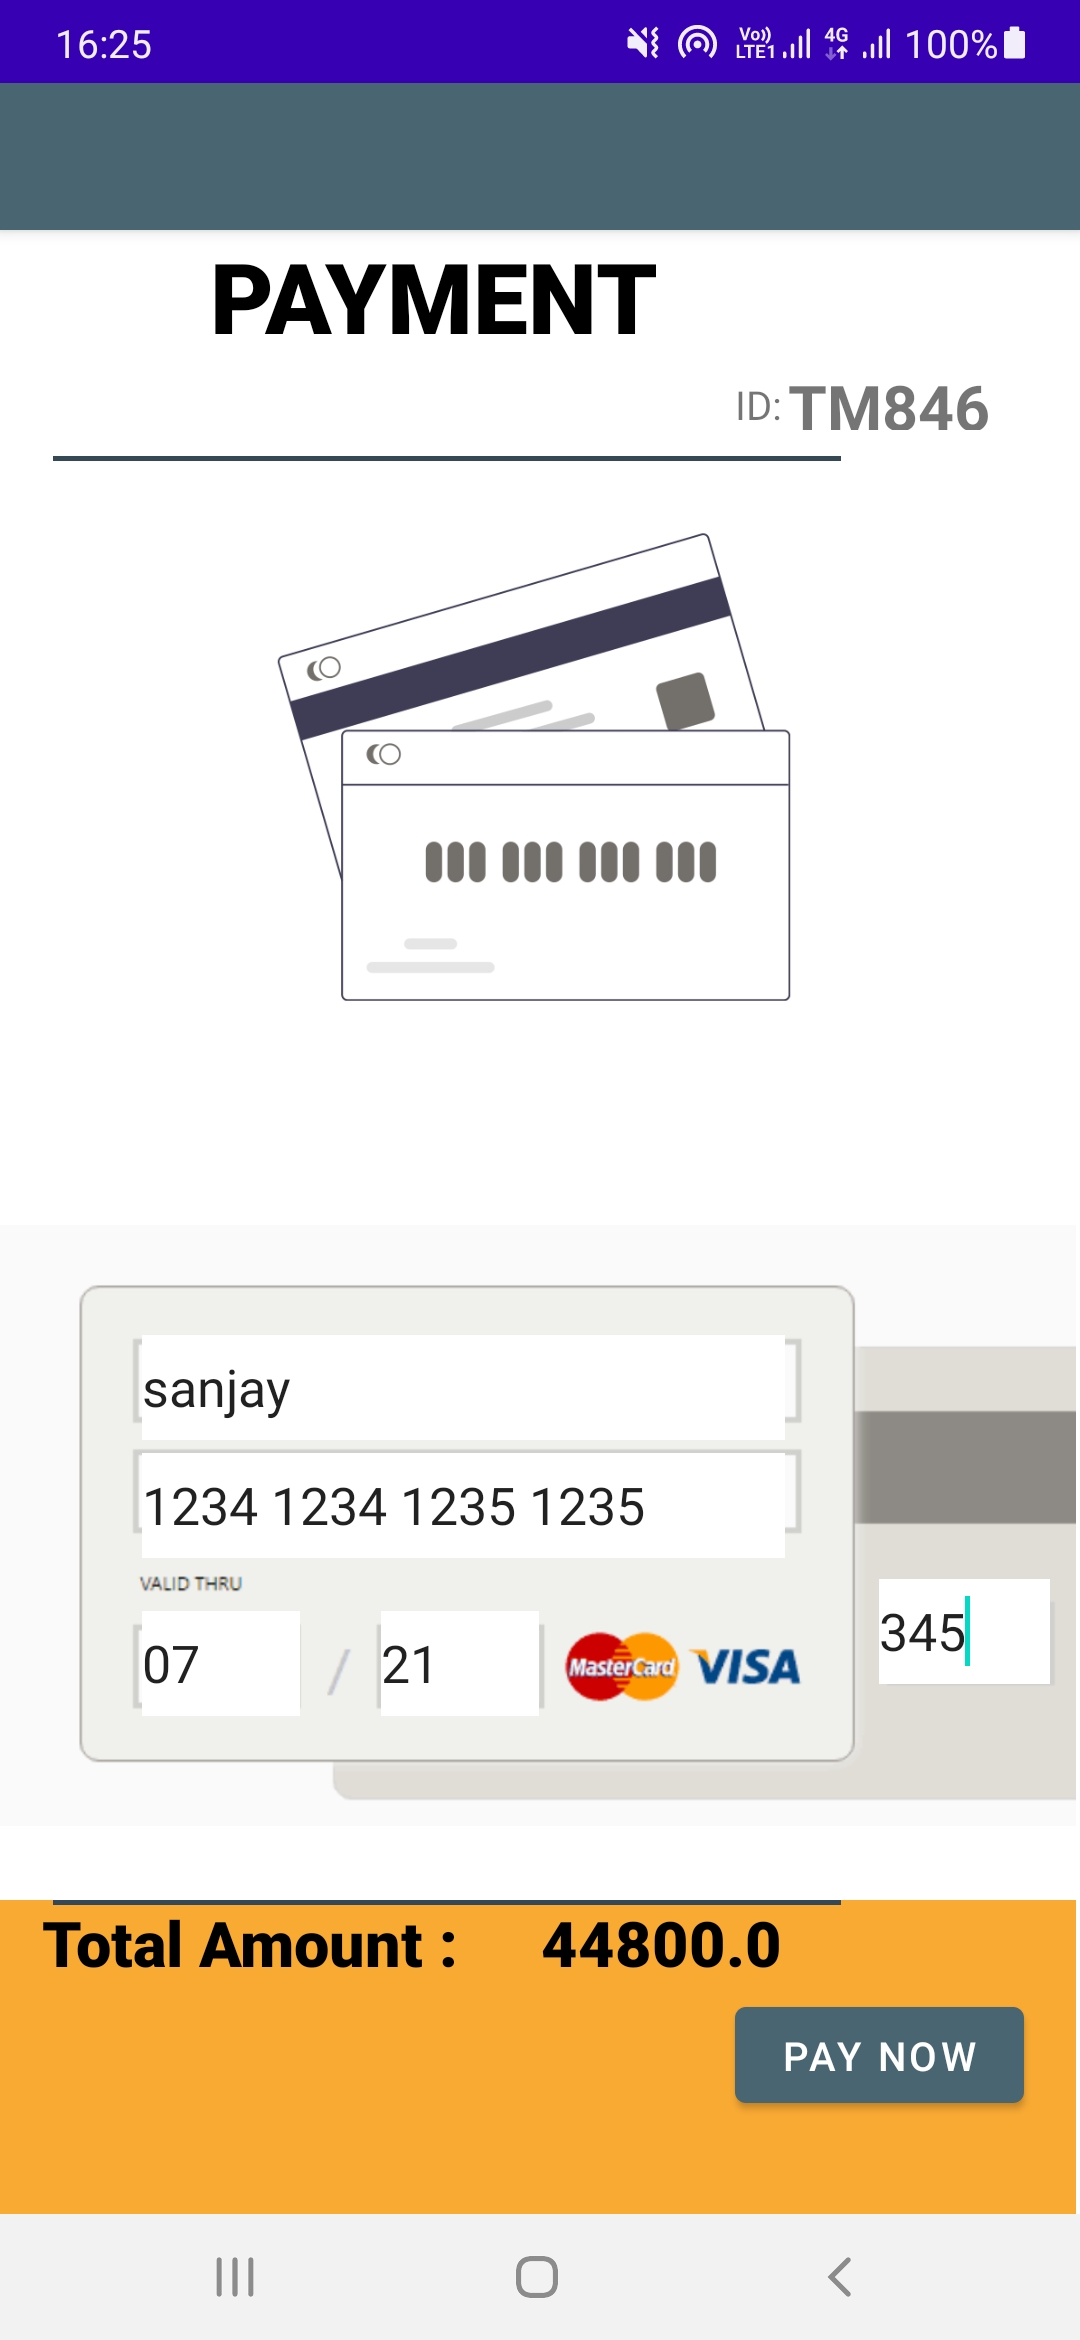 16:25 Vo)) LTE1 4G 100%
PAYMENT
ID: TM846
sanjay
1234 1234 1235 1235
VALID THRU
07 / 21 MasterCard VISA 345
Total Amount : 44800.0
PAY NOW